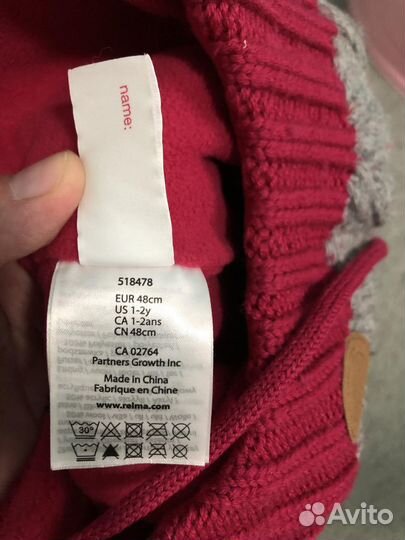 name:
518478
EUR 48cm
US 1-2y
CA 1-2ans
CN 48cm
CA 02764
Partners Growth Inc
Made in China
Fabrique en Chine
www.reima.com
30°
Avito